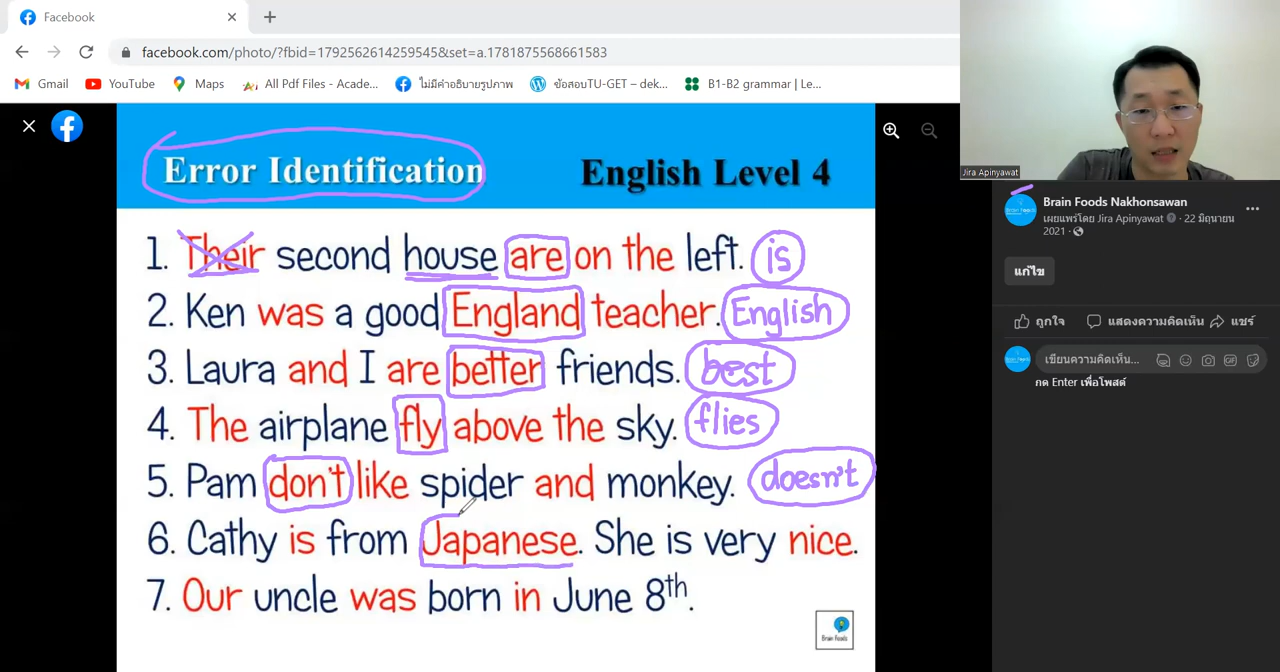 Facebook
facebook.com/photo/?fbid=1792562614259545&set=a.1781875568661583
Gmail YouTube Maps All Pdf Files - Acade... ไม่มีคำอธิบายรูปภาพ ข้อสอบTU-GET - dek... B1-B2 grammar | Le...
Error Identification English Level 4
1. Their second house are on the left. is
2. Ken was a good England teacher. English
3. Laura and I are better friends. best
4. The airplane fly above the sky. flies
5. Pam don't like spider and monkey. doesn't
6. Cathy is from Japanese. She is very nice.
7. Our uncle was born in June 8th.
Brain Foods
Jira Apinyawat
Brain Foods Nakhonsawan
เผยแพร่โดย Jira Apinyawat · 22 มิถุนายน
2021 ·
แก้ไข
ถูกใจ แสดงความคิดเห็น แชร์
เขียนความคิดเห็น...
กด Enter เพื่อโพสต์